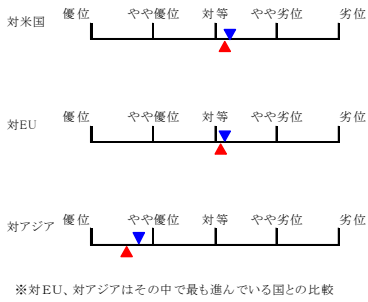 優位 やや優位 対等 やや劣位 劣位
対米国
優位 やや優位 対等 やや劣位 劣位
対EU
優位 やや優位 対等 やや劣位 劣位
対アジア
※対ＥＵ、対アジアはその中で最も進んでいる国との比較